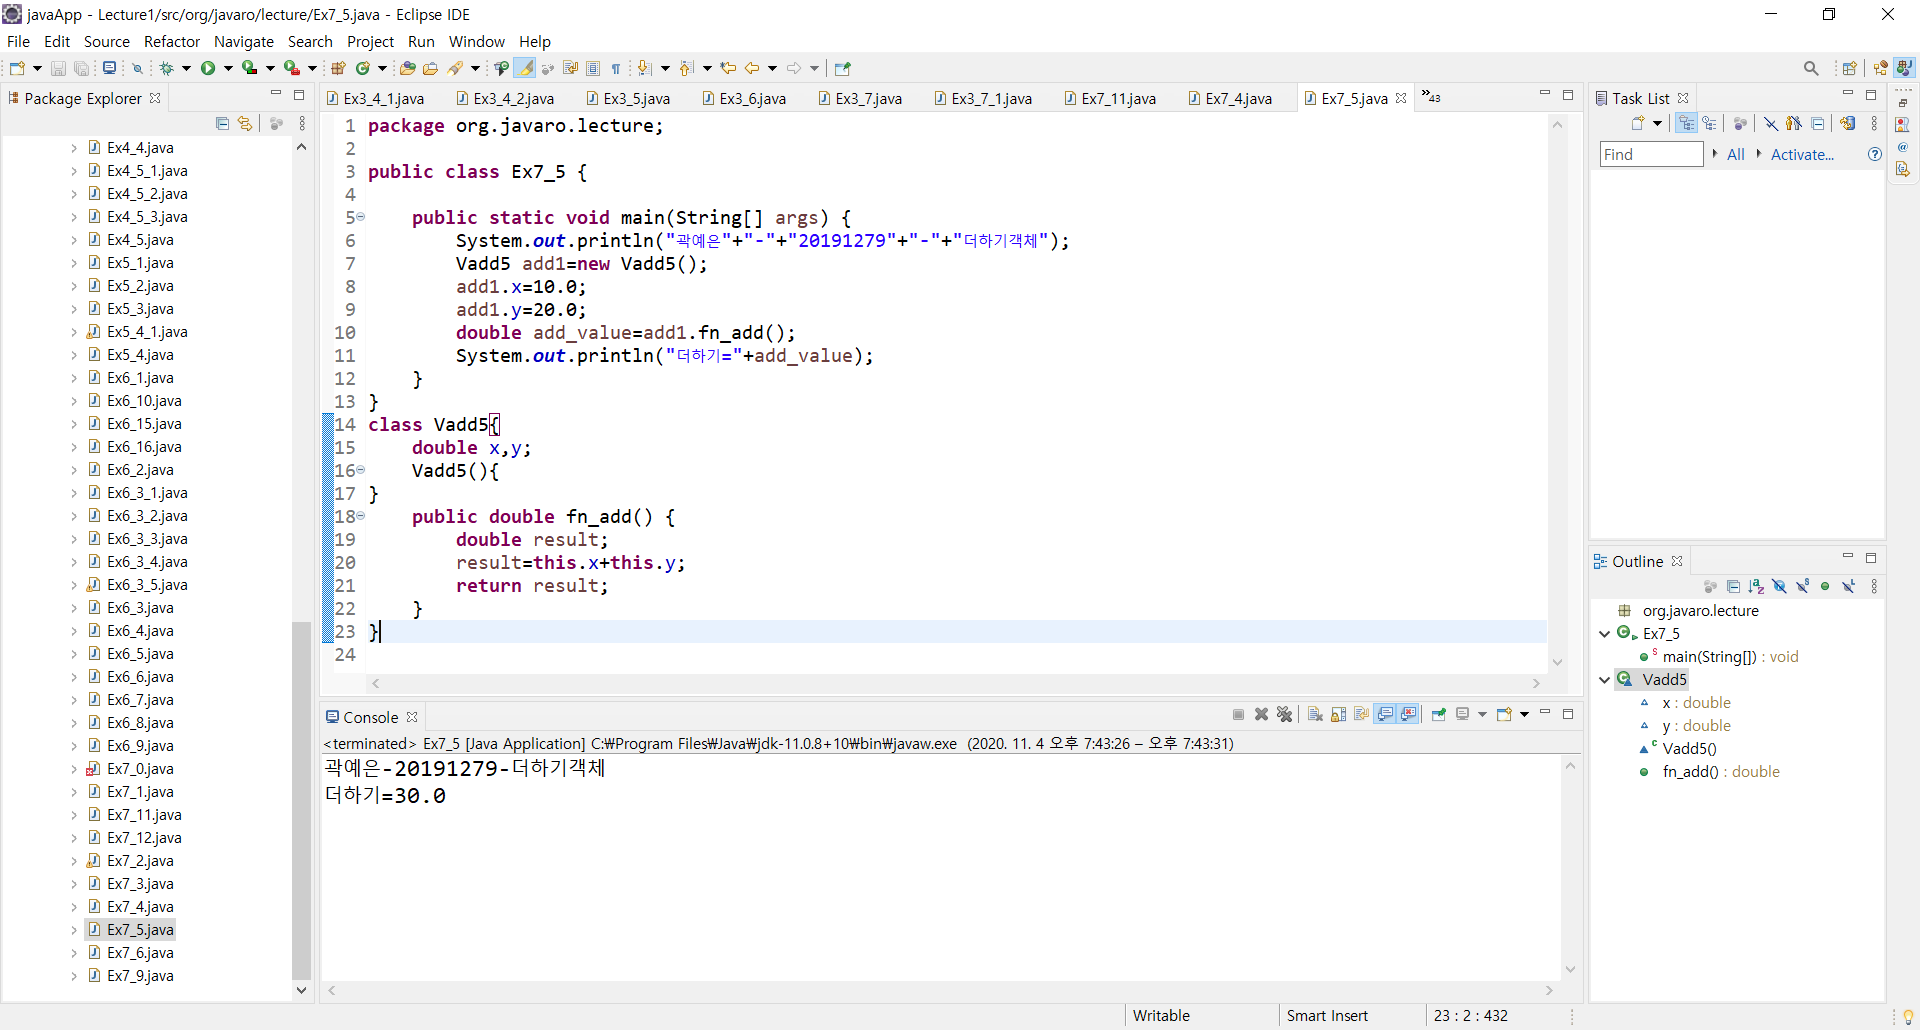 javaApp - Lecture1/src/org/javaro/lecture/Ex7_5.java - Eclipse IDE
File Edit Source Refactor Navigate Search Project Run Window Help
Package Explorer
Ex4_4.java
Ex4_5_1.java
Ex4_5_2.java
Ex4_5_3.java
Ex4_5.java
Ex5_1.java
Ex5_2.java
Ex5_3.java
Ex5_4_1.java
Ex5_4.java
Ex6_1.java
Ex6_10.java
Ex6_15.java
Ex6_16.java
Ex6_2.java
Ex6_3_1.java
Ex6_3_2.java
Ex6_3_3.java
Ex6_3_4.java
Ex6_3_5.java
Ex6_3.java
Ex6_4.java
Ex6_5.java
Ex6_6.java
Ex6_7.java
Ex6_8.java
Ex6_9.java
Ex7_0.java
Ex7_1.java
Ex7_11.java
Ex7_12.java
Ex7_2.java
Ex7_3.java
Ex7_4.java
Ex7_5.java
Ex7_6.java
Ex7_9.java
Ex3_4_1.java Ex3_4_2.java Ex3_5.java Ex3_6.java Ex3_7.java Ex3_7_1.java Ex7_11.java Ex7_4.java Ex7_5.java »43
1 package org.javaro.lecture;
2
3 public class Ex7_5 {
4
5 public static void main(String[] args) {
6 System.out.println("곽예은"+"-"+"20191279"+"-"+"더하기객체");
7 Vadd5 add1=new Vadd5();
8 add1.x=10.0;
9 add1.y=20.0;
10 double add_value=add1.fn_add();
11 System.out.println("더하기="+add_value);
12 }
13 }
14 class Vadd5{
15 double x,y;
16 Vadd5(){
17 }
18 public double fn_add() {
19 double result;
20 result=this.x+this.y;
21 return result;
22 }
23 }
24
Console
<terminated> Ex7_5 [Java Application] C:₩Program Files₩Java₩jdk-11.0.8+10₩bin₩javaw.exe (2020. 11. 4 오후 7:43:26 – 오후 7:43:31)
곽예은-20191279-더하기객체
더하기=30.0
Task List
Find All Activate...
Outline
org.javaro.lecture
Ex7_5
main(String[]) : void
Vadd5
x : double
y : double
Vadd5()
fn_add() : double
Writable Smart Insert 23 : 2 : 432